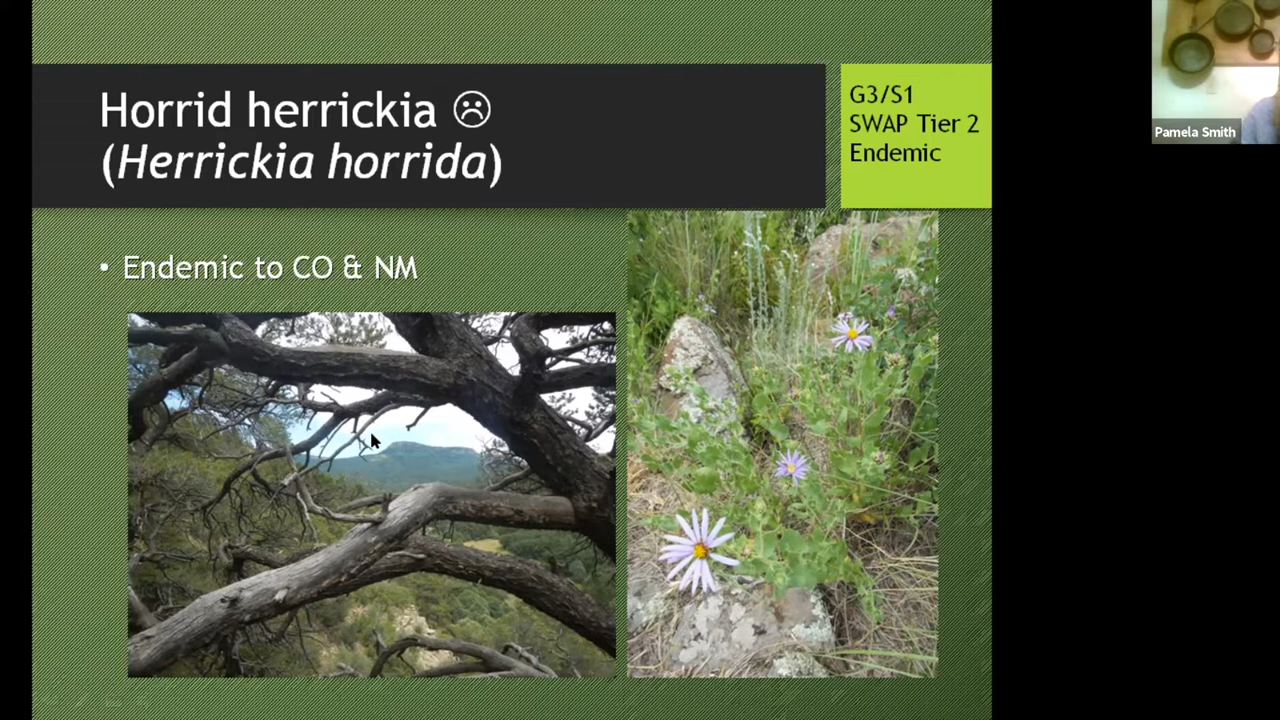 Horrid herrickia ☹
(Herrickia horrida)
G3/S1
SWAP Tier 2
Endemic
• Endemic to CO & NM
Pamela Smith